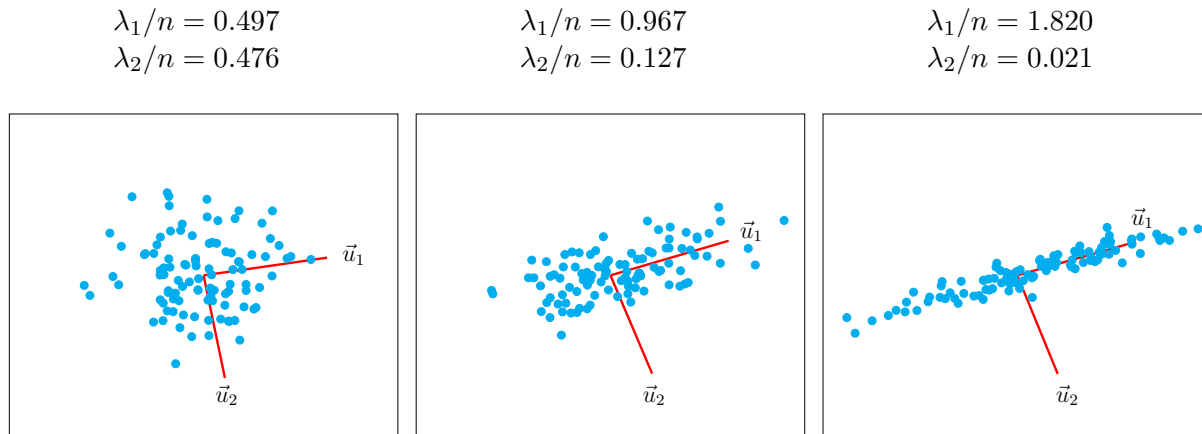 λ₁/n = 0.497
λ₂/n = 0.476
λ₁/n = 0.967
λ₂/n = 0.127
λ₁/n = 1.820
λ₂/n = 0.021
u⃗₁
u⃗₂
u⃗₁
u⃗₂
u⃗₁
u⃗₂